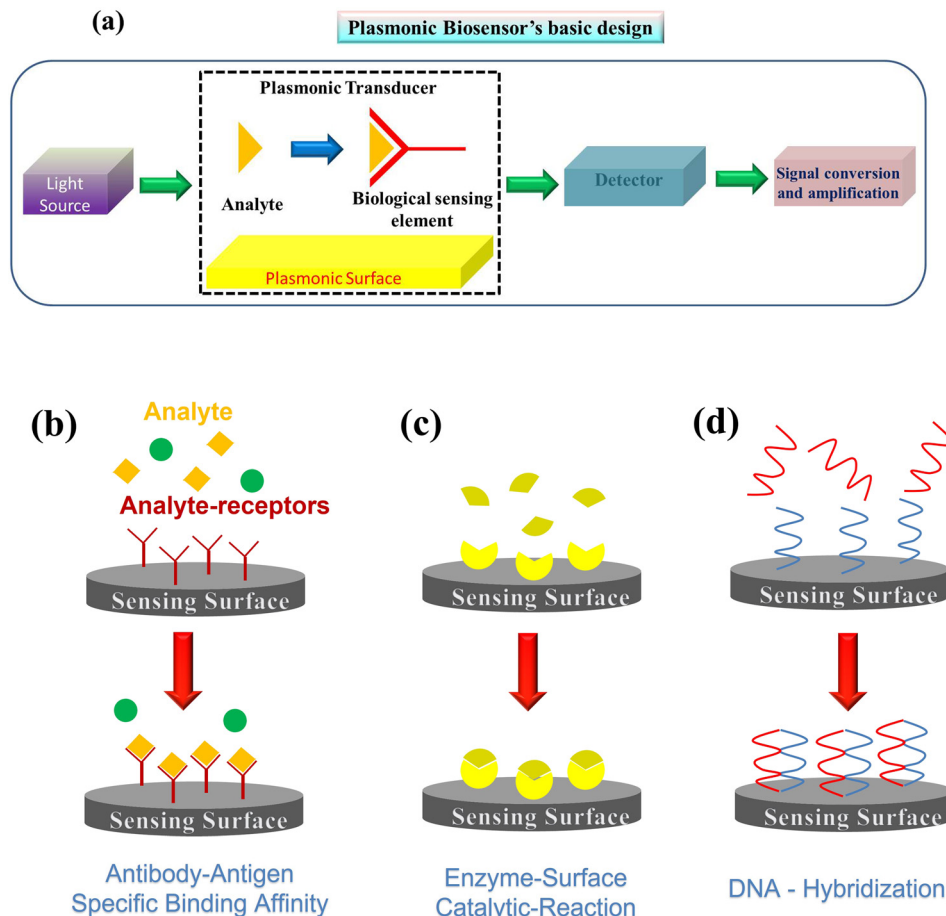 (a)
Plasmonic Biosensor's basic design
Plasmonic Transducer
Light
Source
Analyte
Biological sensing
element
Plasmonic Surface
Detector
Signal conversion
and amplification
(b)
Analyte
Analyte-receptors
Sensing Surface
Sensing Surface
Antibody-Antigen
Specific Binding Affinity
(c)
Sensing Surface
Sensing Surface
Enzyme-Surface
Catalytic-Reaction
(d)
Sensing Surface
Sensing Surface
DNA - Hybridization